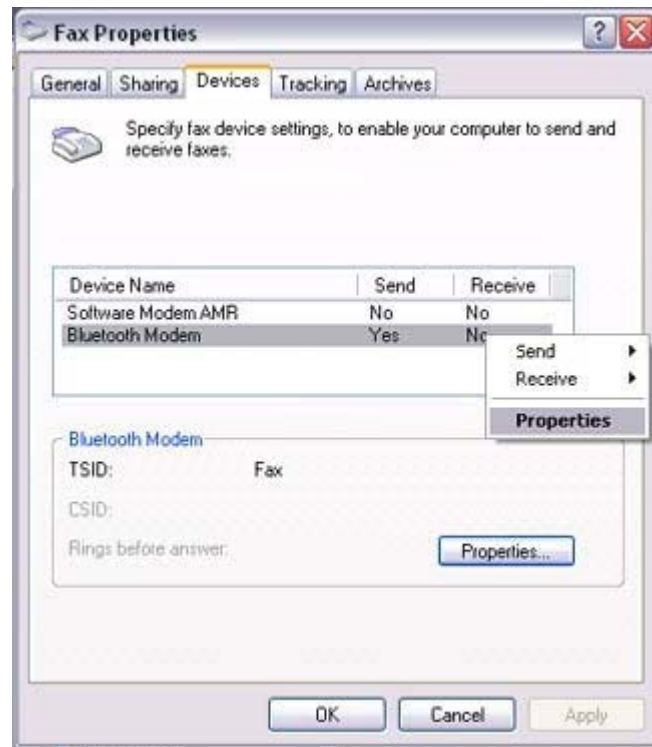 Fax Properties
General Sharing Devices Tracking Archives
Specify fax device settings, to enable your computer to send and
receive faxes.
Device Name Send Receive
Software Modem AMR No No
Bluetooth Modem Yes No
Send
Receive
Properties
Bluetooth Modem
TSID: Fax
CSID:
Rings before answer:
Properties...
OK Cancel Apply